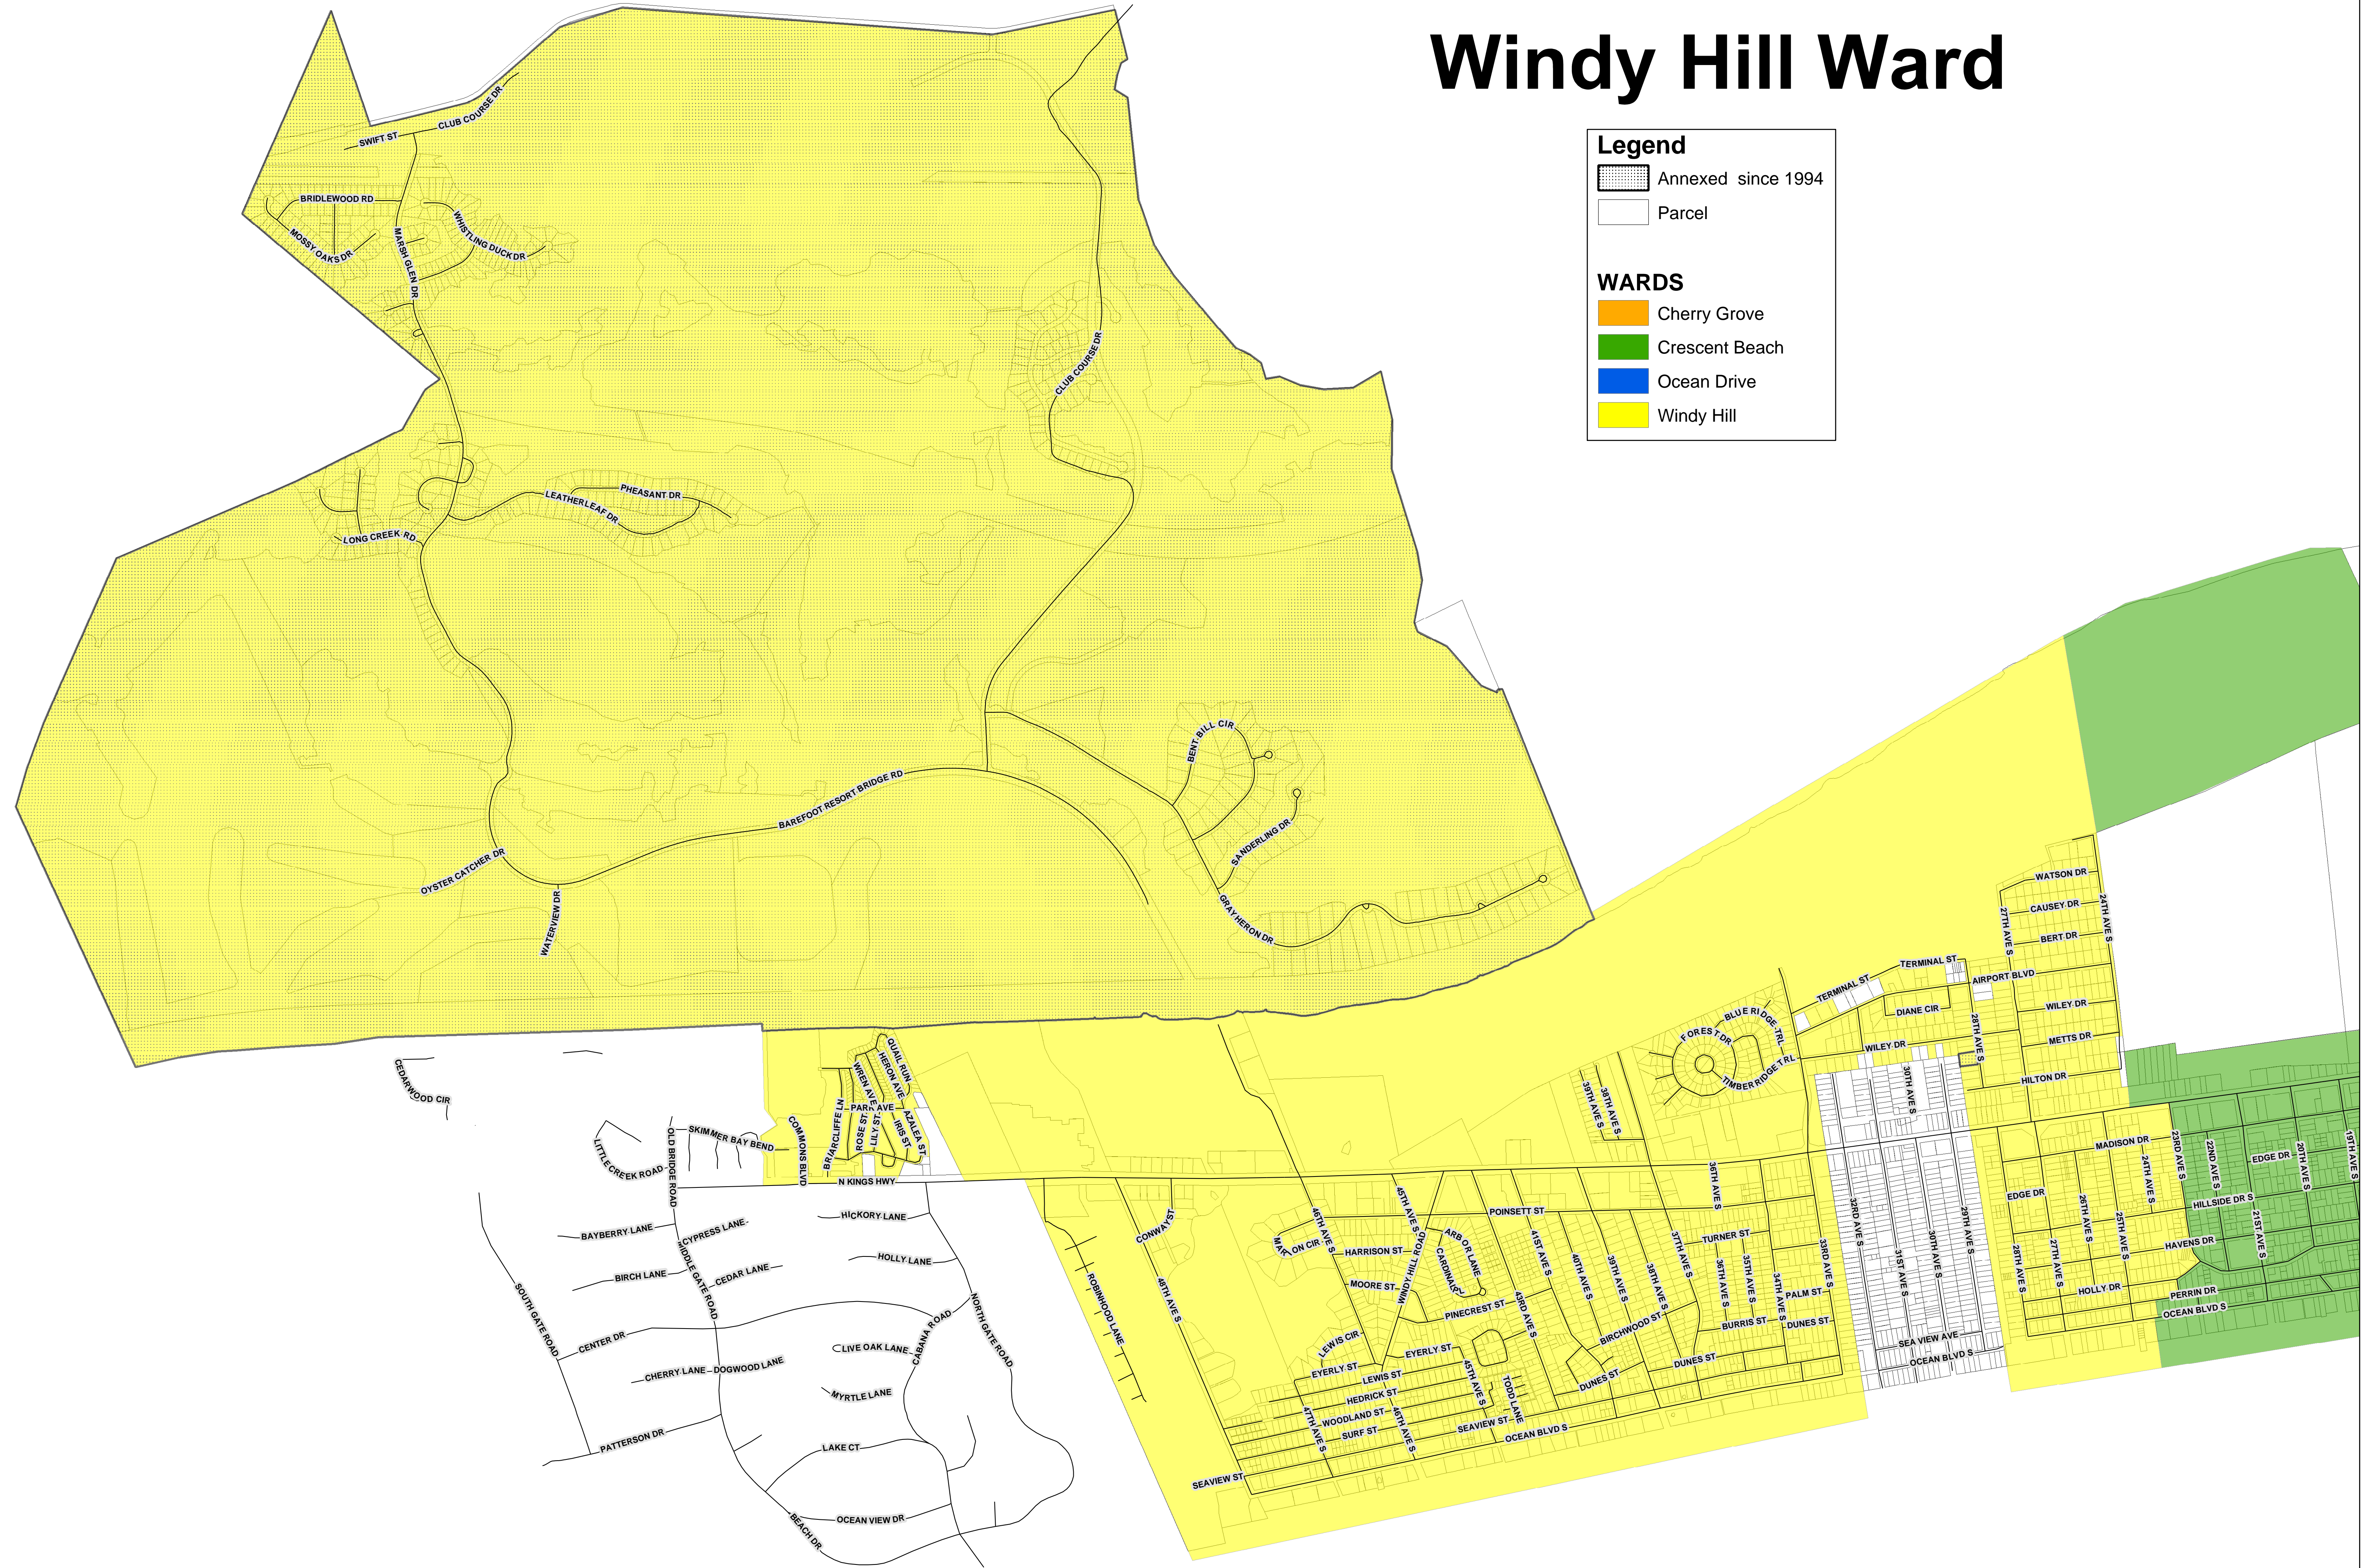 Windy Hill Ward
Legend
Annexed since 1994
Parcel
WARDS
Cherry Grove
Crescent Beach
Ocean Drive
Windy Hill
CLUB COURSE DR
SWIFT ST
BRIDLEWOOD RD
MOSSY OAKS DR
MARSH GLEN DR
WHISTLING DUCK DR
CLUB COURSE DR
PHEASANT DR
LEATHERLEAF DR
LONG CREEK RD
BENT BILL CIR
BAREFOOT RESORT BRIDGE RD
SANDERLING DR
OYSTER CATCHER DR
WATERVIEW DR
GRAY HERON DR
WATSON DR
CAUSEY DR
27TH AVE S
24TH AVE S
BERT DR
TERMINAL ST
TERMINAL ST
AIRPORT BLVD
WILEY DR
DIANE CIR
28TH AVE S
BLUE RIDGE TRL
FOREST DR
METTS DR
WILEY DR
TIMBER RIDGE TRL
HILTON DR
30TH AVE S
39TH AVE S
38TH AVE S
CEDARWOOD CIR
QUAIL RUN
HERON AVE
WREN AVE
PARK AVE
AZALEA ST
IRIS ST
LILY ST
ROSE ST
BRIARCLIFFE LN
COMMONS BLVD
SKIMMER BAY BEND
OLD BRIDGE ROAD
LITTLE CREEK ROAD
N KINGS HWY
MADISON DR
23RD AVE S
22ND AVE S
EDGE DR
20TH AVE S
19TH AVE S
24TH AVE S
36TH AVE S
EDGE DR
26TH AVE S
25TH AVE S
HILLSIDE DR S
21ST AVE S
HAVENS DR
28TH AVE S
27TH AVE S
HOLLY DR
PERRIN DR
OCEAN BLVD S
32RD AVE S
31ST AVE S
30TH AVE S
29TH AVE S
SEA VIEW AVE
OCEAN BLVD S
HICKORY LANE
BAYBERRY LANE
CYPRESS LANE
MIDDLE GATE ROAD
HOLLY LANE
BIRCH LANE
CEDAR LANE
SOUTH GATE ROAD
NORTH GATE ROAD
CENTER DR
CABANA ROAD
LIVE OAK LANE
CHERRY LANE
DOGWOOD LANE
MYRTLE LANE
PATTERSON DR
LAKE CT
OCEAN VIEW DR
BEACH DR
ROBINHOOD LANE
CONWAY ST
48TH AVE S
46TH AVE S
45TH AVE S
POINSETT ST
HARRISON ST
WINDY HILL ROAD
ARBOR LANE
CARDINAL PL
MOORE ST
PINECREST ST
43RD AVE S
41ST AVE S
40TH AVE S
39TH AVE S
38TH AVE S
37TH AVE S
TURNER ST
36TH AVE S
35TH AVE S
34TH AVE S
33RD AVE S
PALM ST
BURRIS ST
DUNES ST
BIRCHWOOD ST
DUNES ST
DUNES ST
LEWIS CIR
EYERLY ST
EYERLY ST
LEWIS ST
HEDRICK ST
WOODLAND ST
SURF ST
47TH AVE S
46TH AVE S
45TH AVE S
TODD LANE
SEAVIEW ST
OCEAN BLVD S
SEAVIEW ST